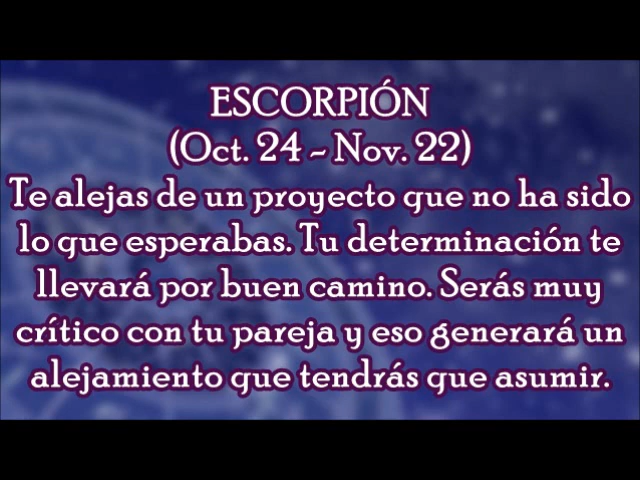 ESCORPIÓN
(Oct. 24 - Nov. 22)
Te alejas de un proyecto que no ha sido
lo que esperabas. Tu determinación te
llevará por buen camino. Serás muy
crítico con tu pareja y eso generará un
alejamiento que tendrás que asumir.